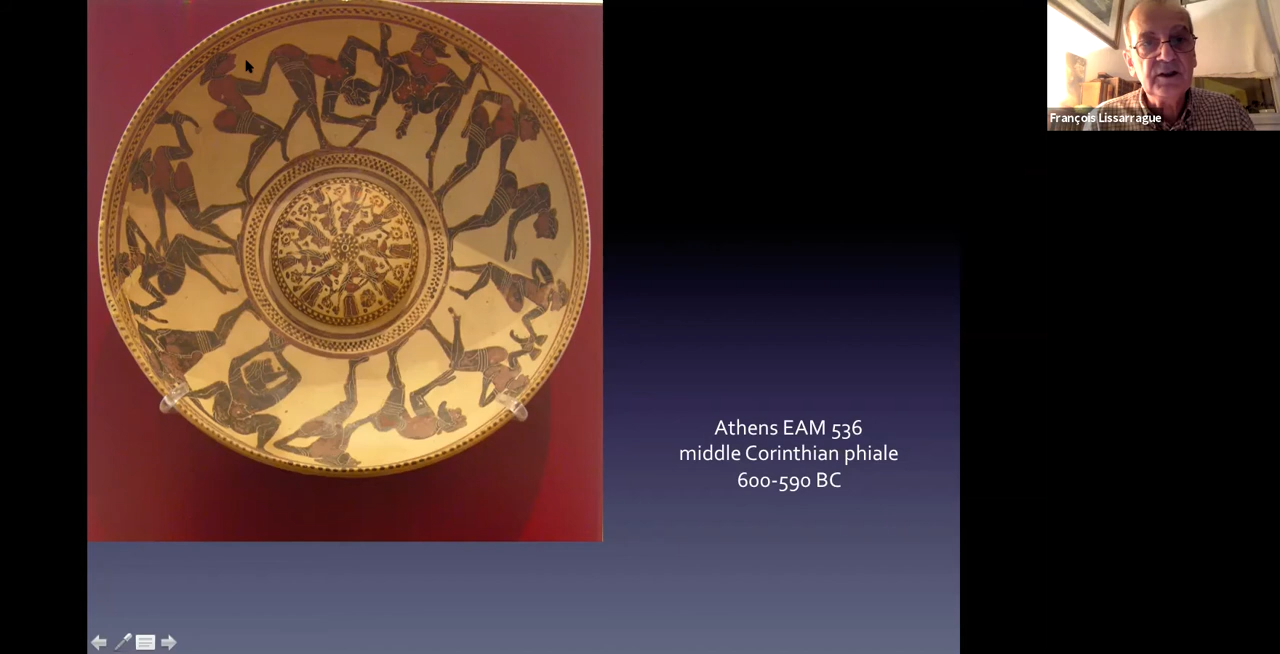 François Lissarrague
Athens EAM 536
middle Corinthian phiale
600-590 BC